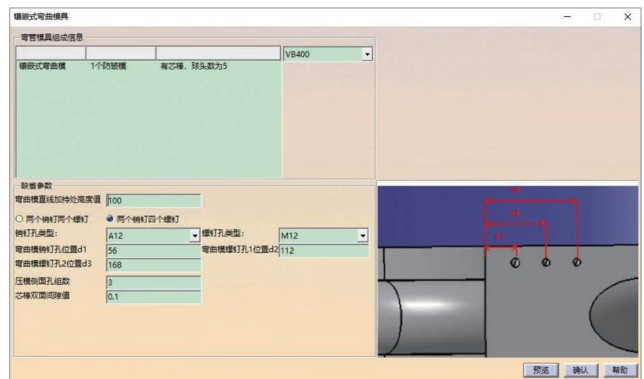 镶嵌式弯曲模具
弯管模具组成信息
VB400
镶嵌式弯曲模 1个防皱模 有芯棒，球头数为5
缺省参数
弯曲模直线加持处高度值 100
两个销钉两个螺钉 两个销钉四个螺钉
销钉孔类型： A12 螺钉孔类型： M12
弯曲模销钉孔位置d1 56 弯曲模螺钉孔1位置d2 112
弯曲模螺钉孔2位置d3 168
压模侧面孔组数 3
芯棒双面间隙值 0.1
预览 确认 帮助